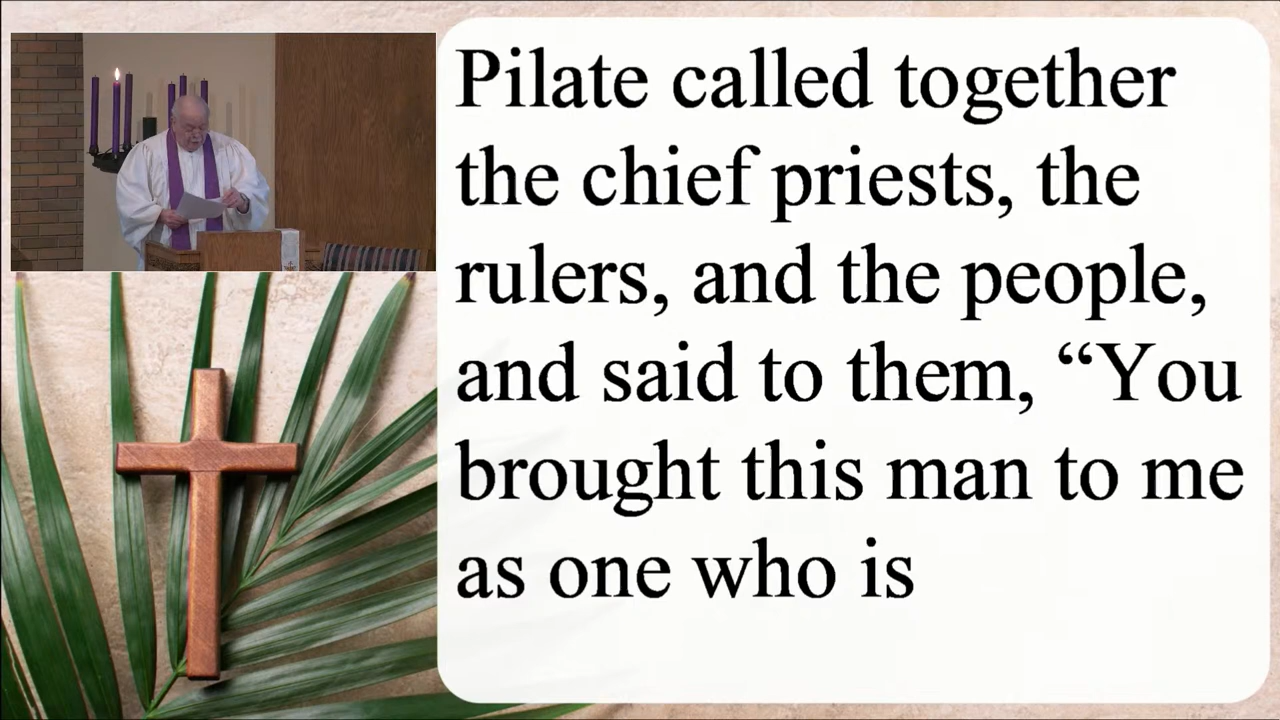 Pilate called together
the chief priests, the
rulers, and the people,
and said to them, “You
brought this man to me
as one who is